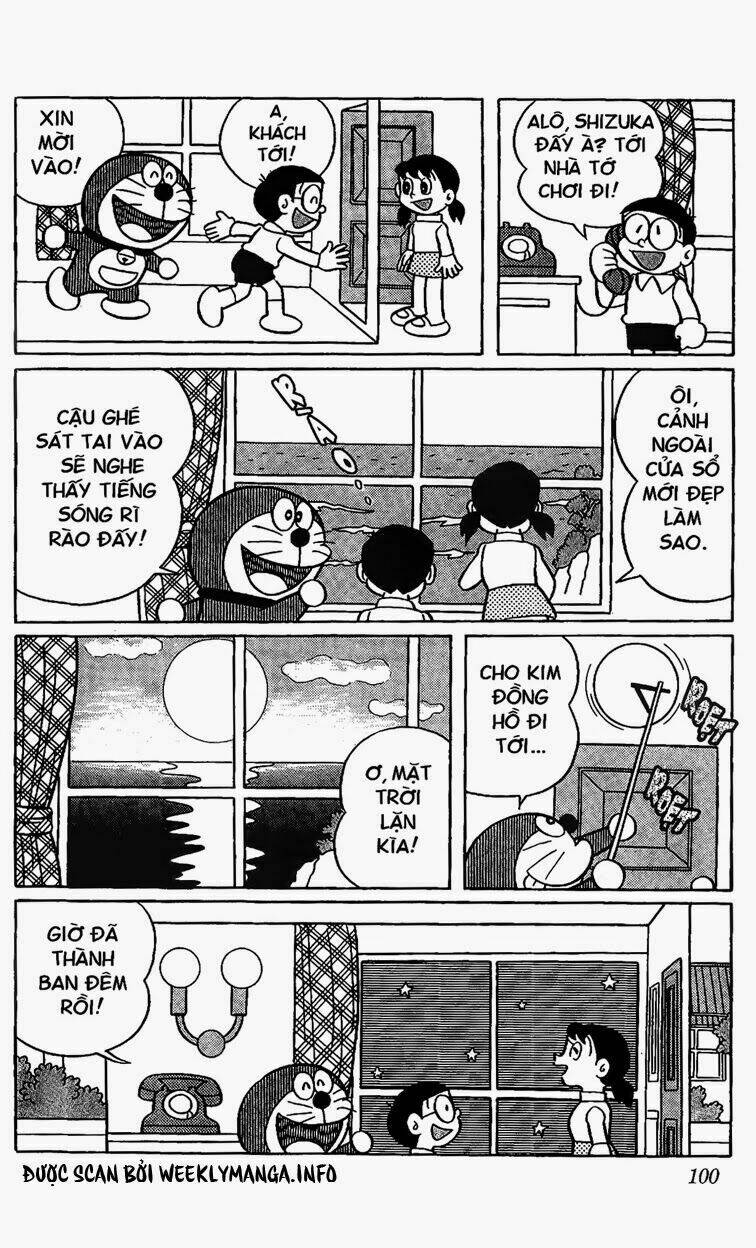 ALÔ, SHIZUKA
ĐẤY À? TỚI
NHÀ TỚ
CHƠI ĐI!
A,
KHÁCH
TỚI!
XIN
MỜI
VÀO!
ÔI,
CẢNH
NGOÀI
CỬA SỔ
MỚI ĐẸP
LÀM
SAO.
RÀO
CẬU GHÉ
SÁT TAI VÀO
SẼ NGHE
THẤY TIẾNG
SÓNG RÌ
RÀO ĐẤY!
CHO KIM
ĐỒNG
HỒ ĐI
TỚI...
ROẸT
ROẸT
Ơ, MẶT
TRỜI
LẶN
KÌA!
GIỜ ĐÃ
THÀNH
BAN ĐÊM
RỒI!
ĐƯỢC SCAN BỞI WEEKLYMANGA.INFO
100